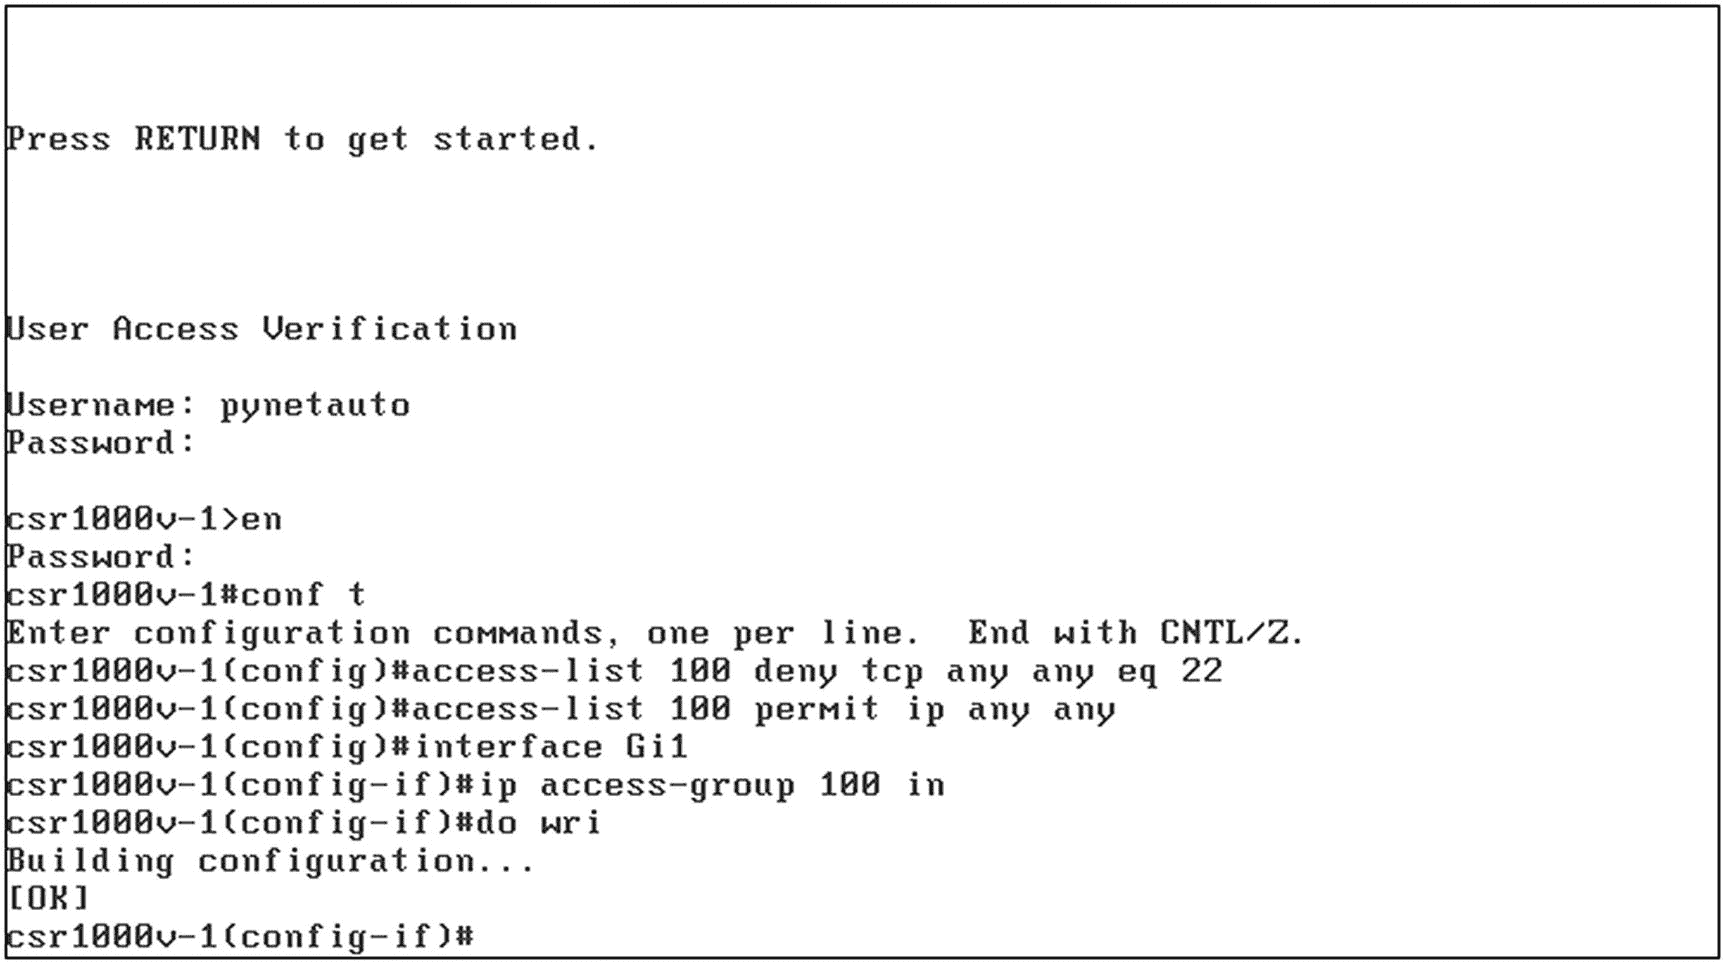 Press RETURN to get started.
User Access Verification
Username: pynetauto
Password:
csr1000v-1>en
Password:
csr1000v-1#conf t
Enter configuration commands, one per line.  End with CNTL/Z.
csr1000v-1(config)#access-list 100 deny tcp any any eq 22
csr1000v-1(config)#access-list 100 permit ip any any
csr1000v-1(config)#interface Gi1
csr1000v-1(config-if)#ip access-group 100 in
csr1000v-1(config-if)#do wri
Building configuration...
[OK]
csr1000v-1(config-if)#